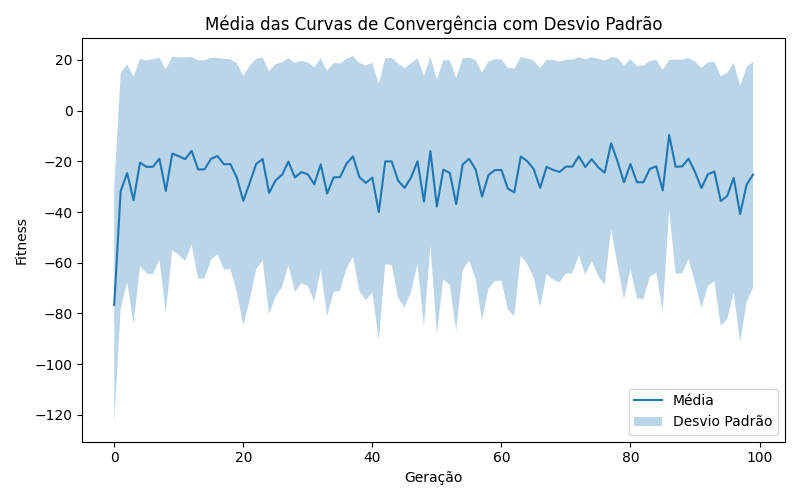 Média das Curvas de Convergência com Desvio Padrão
20
0
−20
−40
−60
−80
−100
−120
Fitness
0 20 40 60 80 100
Geração
Média
Desvio Padrão